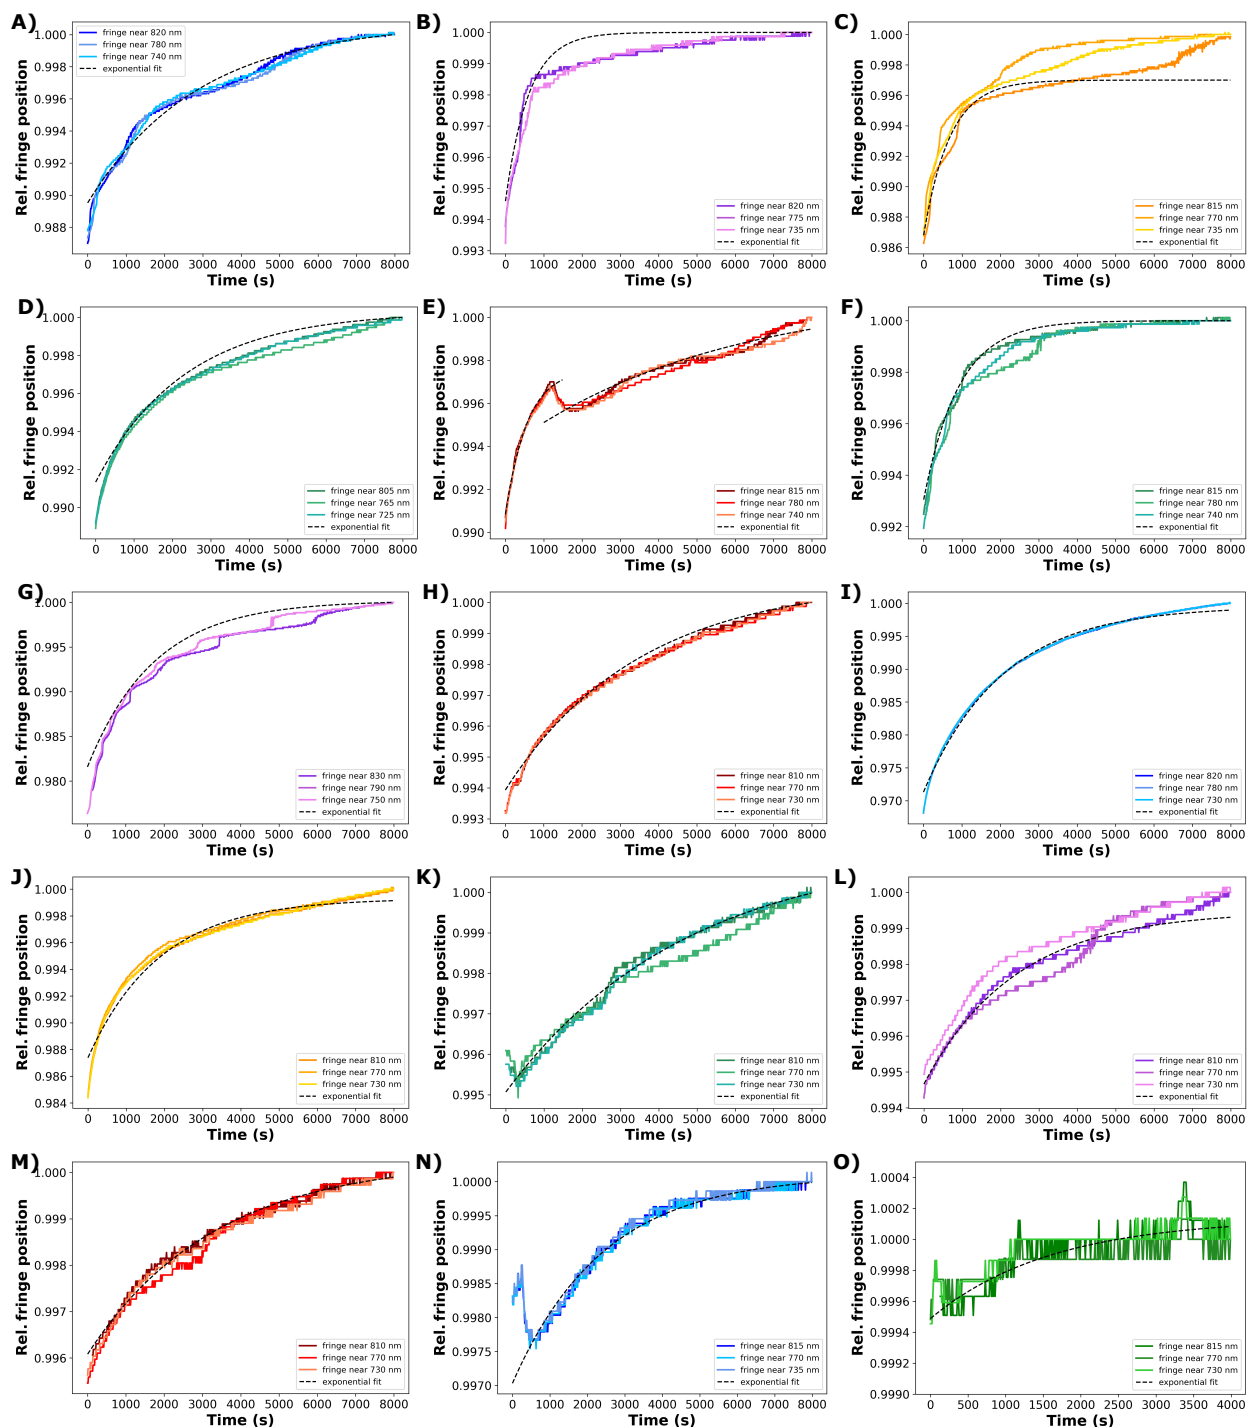 A)
Rel. fringe position
1.000
0.998
0.996
0.994
0.992
0.990
0.988
fringe near 820 nm
fringe near 780 nm
fringe near 740 nm
exponential fit
0 1000 2000 3000 4000 5000 6000 7000 8000
Time (s)
B)
Rel. fringe position
1.000
0.999
0.998
0.997
0.996
0.995
0.994
0.993
fringe near 820 nm
fringe near 775 nm
fringe near 735 nm
exponential fit
0 1000 2000 3000 4000 5000 6000 7000 8000
Time (s)
C)
Rel. fringe position
1.000
0.998
0.996
0.994
0.992
0.990
0.988
0.986
fringe near 815 nm
fringe near 770 nm
fringe near 735 nm
exponential fit
0 1000 2000 3000 4000 5000 6000 7000 8000
Time (s)
D)
Rel. fringe position
1.000
0.998
0.996
0.994
0.992
0.990
fringe near 805 nm
fringe near 765 nm
fringe near 725 nm
exponential fit
0 1000 2000 3000 4000 5000 6000 7000 8000
Time (s)
E)
Rel. fringe position
1.000
0.998
0.996
0.994
0.992
0.990
fringe near 815 nm
fringe near 780 nm
fringe near 740 nm
exponential fit
0 1000 2000 3000 4000 5000 6000 7000 8000
Time (s)
F)
Rel. fringe position
1.000
0.998
0.996
0.994
0.992
fringe near 815 nm
fringe near 780 nm
fringe near 740 nm
exponential fit
0 1000 2000 3000 4000 5000 6000 7000 8000
Time (s)
G)
Rel. fringe position
1.000
0.995
0.990
0.985
0.980
fringe near 830 nm
fringe near 790 nm
fringe near 750 nm
exponential fit
0 1000 2000 3000 4000 5000 6000 7000 8000
Time (s)
H)
Rel. fringe position
1.000
0.999
0.998
0.997
0.996
0.995
0.994
0.993
fringe near 810 nm
fringe near 770 nm
fringe near 730 nm
exponential fit
0 1000 2000 3000 4000 5000 6000 7000 8000
Time (s)
I)
Rel. fringe position
1.000
0.995
0.990
0.985
0.980
0.975
0.970
fringe near 820 nm
fringe near 780 nm
fringe near 730 nm
exponential fit
0 1000 2000 3000 4000 5000 6000 7000 8000
Time (s)
J)
Rel. fringe position
1.000
0.998
0.996
0.994
0.992
0.990
0.988
0.986
0.984
fringe near 810 nm
fringe near 770 nm
fringe near 730 nm
exponential fit
0 1000 2000 3000 4000 5000 6000 7000 8000
Time (s)
K)
Rel. fringe position
1.000
0.999
0.998
0.997
0.996
0.995
fringe near 810 nm
fringe near 770 nm
fringe near 730 nm
exponential fit
0 1000 2000 3000 4000 5000 6000 7000 8000
Time (s)
L)
Rel. fringe position
1.000
0.999
0.998
0.997
0.996
0.995
0.994
fringe near 810 nm
fringe near 770 nm
fringe near 730 nm
exponential fit
0 500 1000 1500 2000 2500 3000 3500 4000
Time (s)
M)
Rel. fringe position
1.000
0.999
0.998
0.997
0.996
fringe near 810 nm
fringe near 770 nm
fringe near 730 nm
exponential fit
0 1000 2000 3000 4000 5000 6000 7000 8000
Time (s)
N)
Rel. fringe position
1.0000
0.9995
0.9990
0.9985
0.9980
0.9975
0.9970
fringe near 815 nm
fringe near 770 nm
fringe near 735 nm
exponential fit
0 1000 2000 3000 4000 5000 6000 7000 8000
Time (s)
O)
Rel. fringe position
1.0004
1.0002
1.0000
0.9998
0.9996
0.9994
0.9992
0.9990
fringe near 815 nm
fringe near 770 nm
fringe near 730 nm
exponential fit
0 500 1000 1500 2000 2500 3000 3500 4000
Time (s)